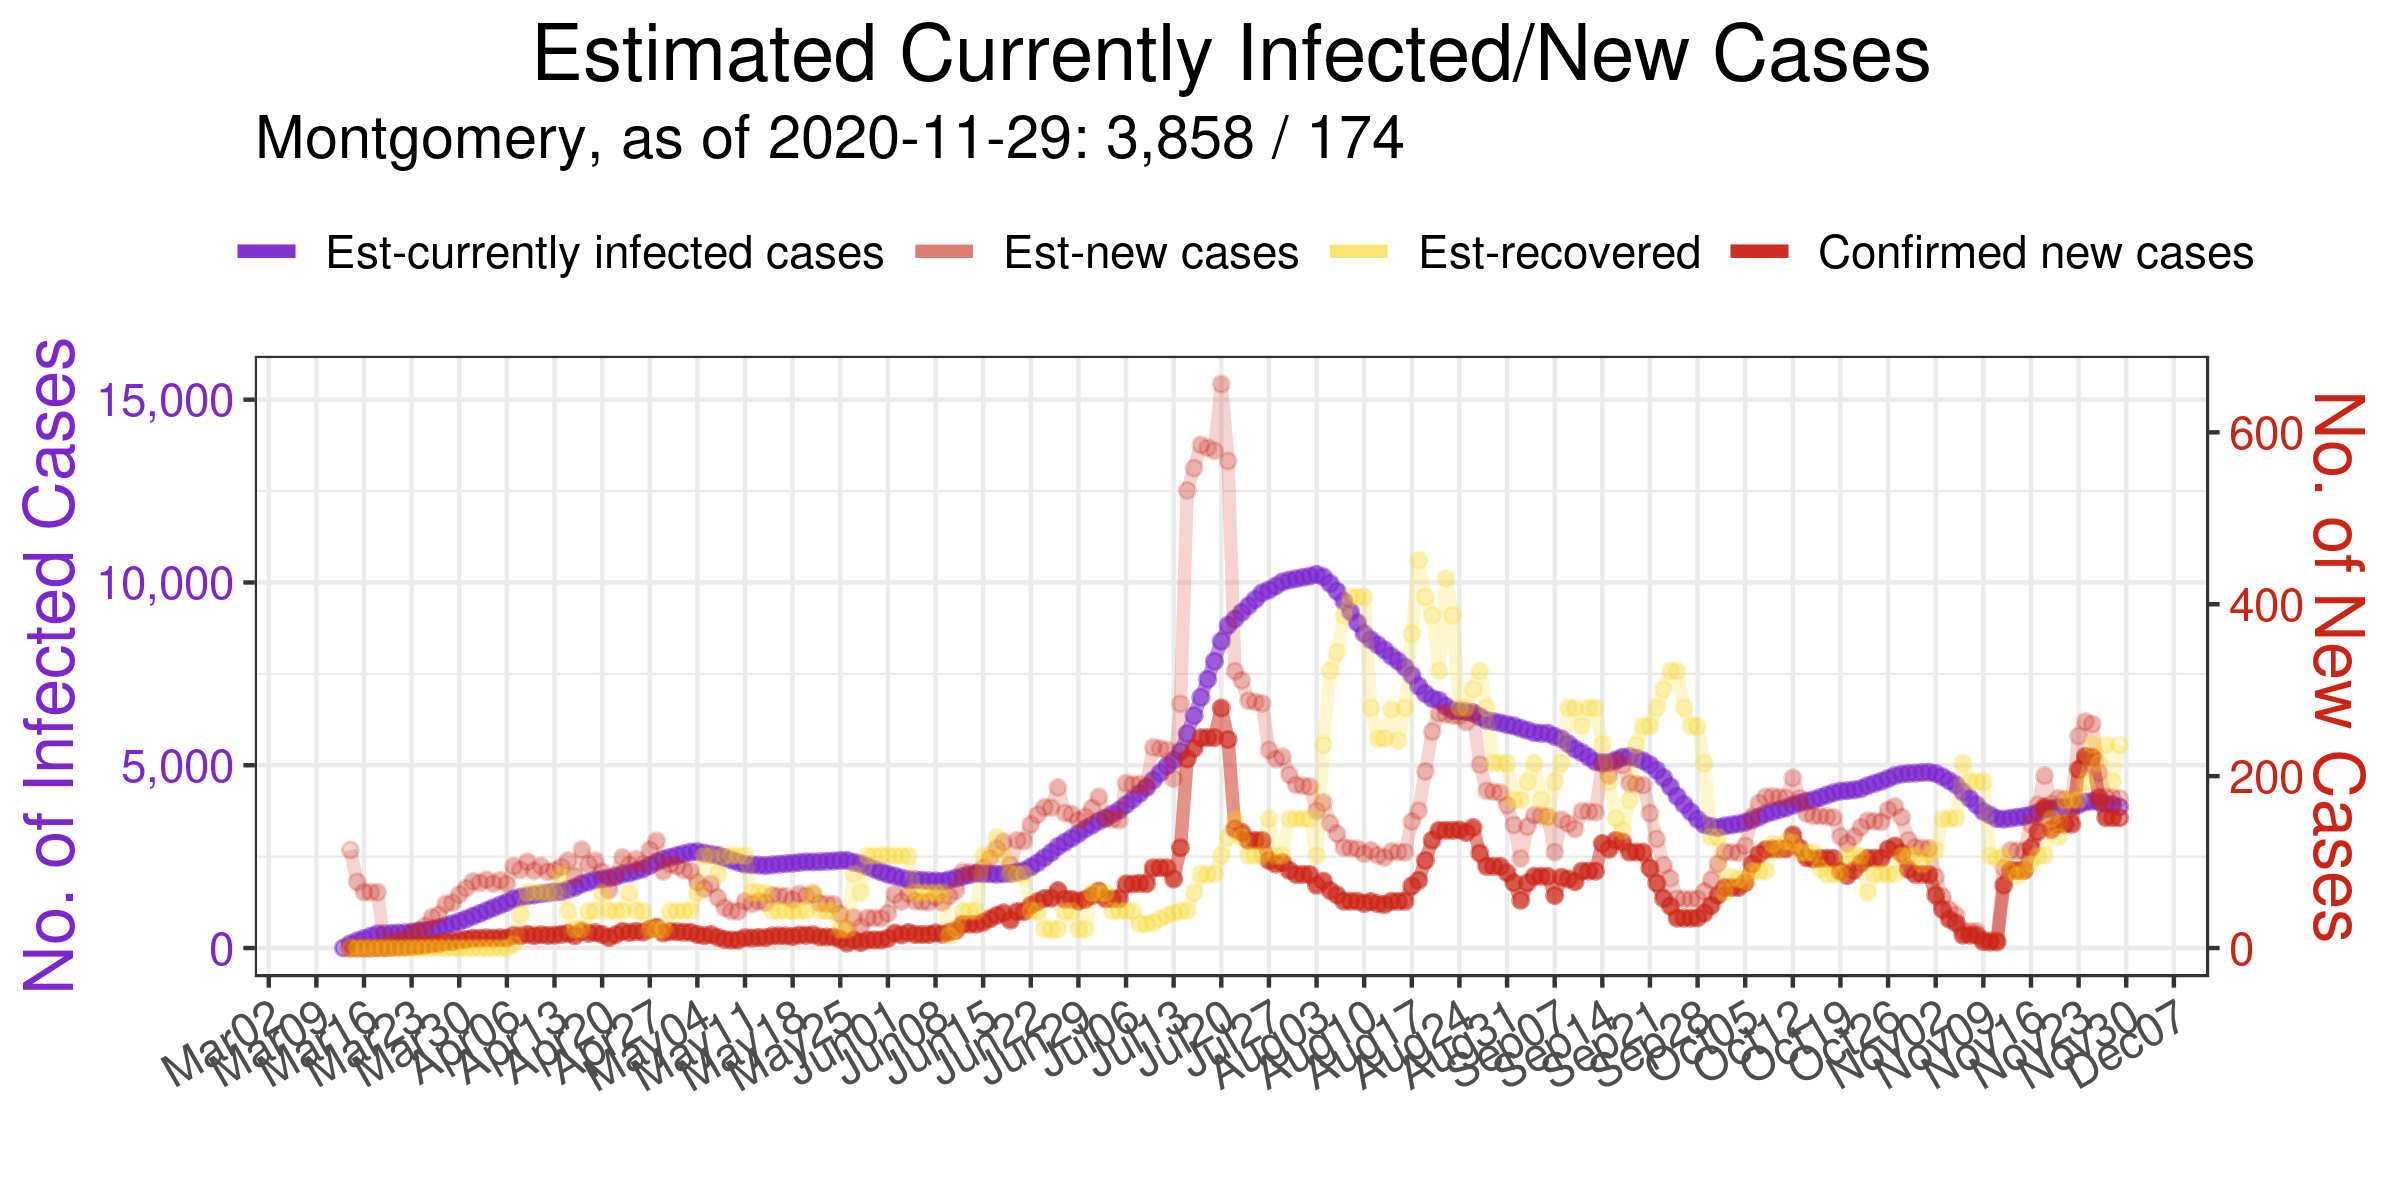 Estimated Currently Infected/New Cases
Montgomery, as of 2020-11-29: 3,858 / 174
Est-currently infected cases
Est-new cases
Est-recovered
Confirmed new cases
No. of Infected Cases
15,000
10,000
5,000
0
600
400
200
0
No. of New Cases
Mar02
Mar09
Mar16
Mar23
Mar30
Apr06
Apr13
Apr20
Apr27
May04
May11
May18
May25
Jun01
Jun08
Jun15
Jun22
Jun29
Jul06
Jul13
Jul20
Jul27
Aug03
Aug10
Aug17
Aug24
Aug31
Sep07
Sep14
Sep21
Sep28
Oct05
Oct12
Oct19
Oct26
Nov02
Nov09
Nov16
Nov23
Nov30
Dec07